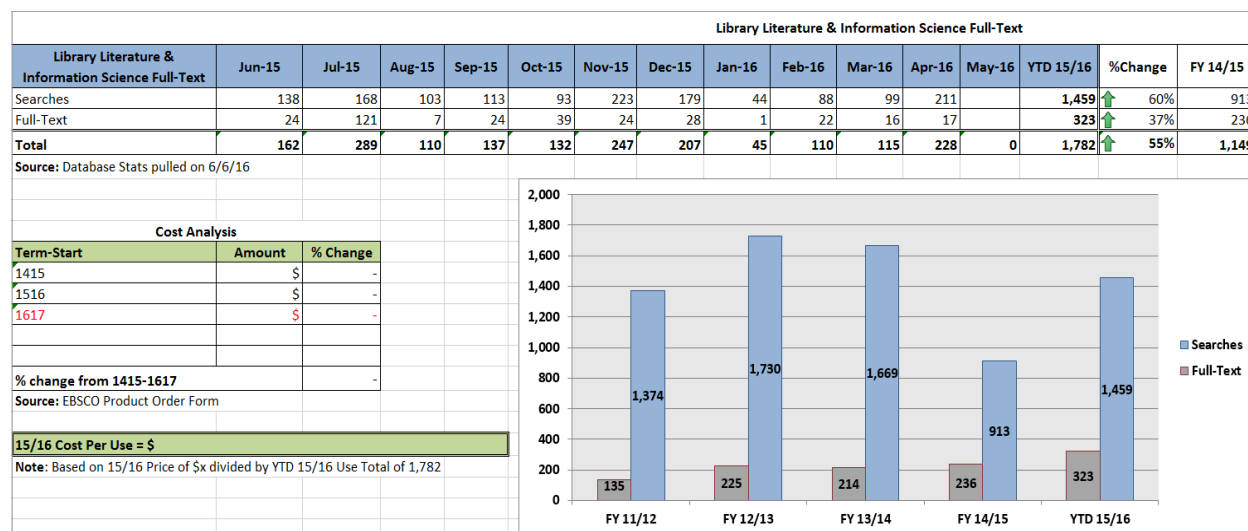 Library Literature & Information Science Full-Text
Library Literature & Information Science Full-Text Jun-15 Jul-15 Aug-15 Sep-15 Oct-15 Nov-15 Dec-15 Jan-16 Feb-16 Mar-16 Apr-16 May-16 YTD 15/16 %Change FY 14/15
Searches 138 168 103 113 93 223 179 44 88 99 211 1,459 60% 913
Full-Text 24 121 7 24 39 24 28 1 22 16 17 323 37% 236
Total 162 289 110 137 132 247 207 45 110 115 228 0 1,782 55% 1,149
Source: Database Stats pulled on 6/6/16
Cost Analysis
Term-Start Amount % Change
1415 $ -
1516 $ -
1617 $ -
% change from 1415-1617 -
Source: EBSCO Product Order Form
15/16 Cost Per Use = $
Note: Based on 15/16 Price of $x divided by YTD 15/16 Use Total of 1,782
2,000
1,800
1,600
1,400
1,200
1,000
800
600
400
200
0
1,374
1,730
1,669
913
1,459
135
225
214
236
323
FY 11/12 FY 12/13 FY 13/14 FY 14/15 YTD 15/16
Searches
Full-Text